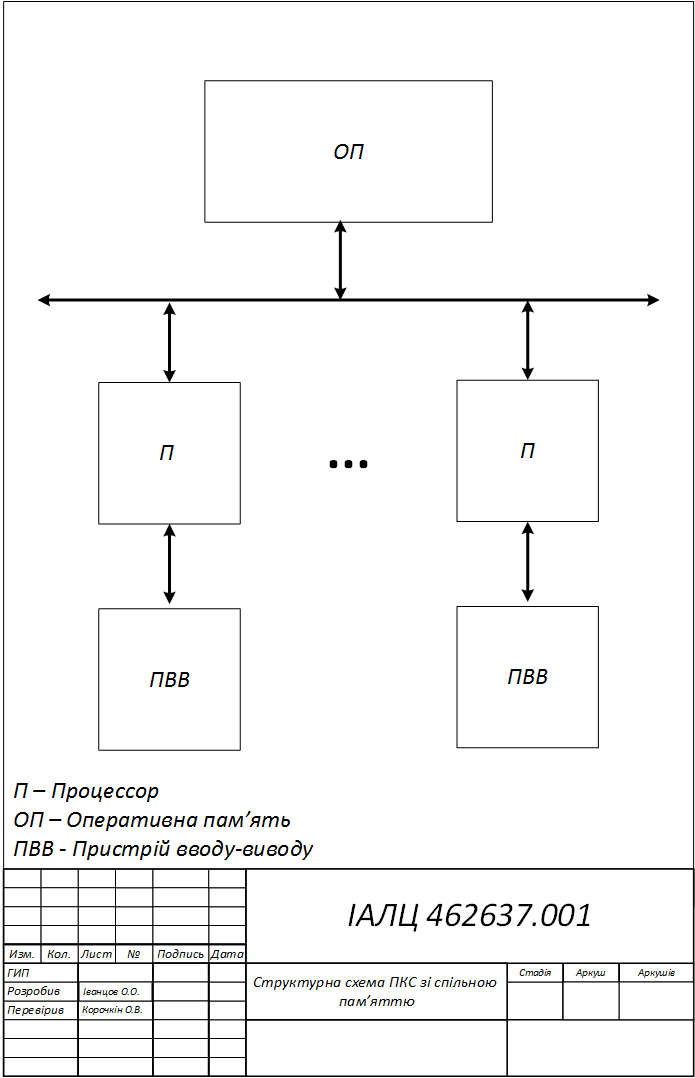 ОП
П
...
П
ПВВ
ПВВ
П – Процессор
ОП – Оперативна пам’ять
ПВВ - Пристрій вводу-виводу
ІАЛЦ 462637.001
Изм. Кол. Лист № Подпись Дата
ГИП
Розробив Іванцов О.О.
Перевірив Корочкін О.В.
Структурна схема ПКС зі спільною
пам’яттю
Стадія Аркуш Аркушів